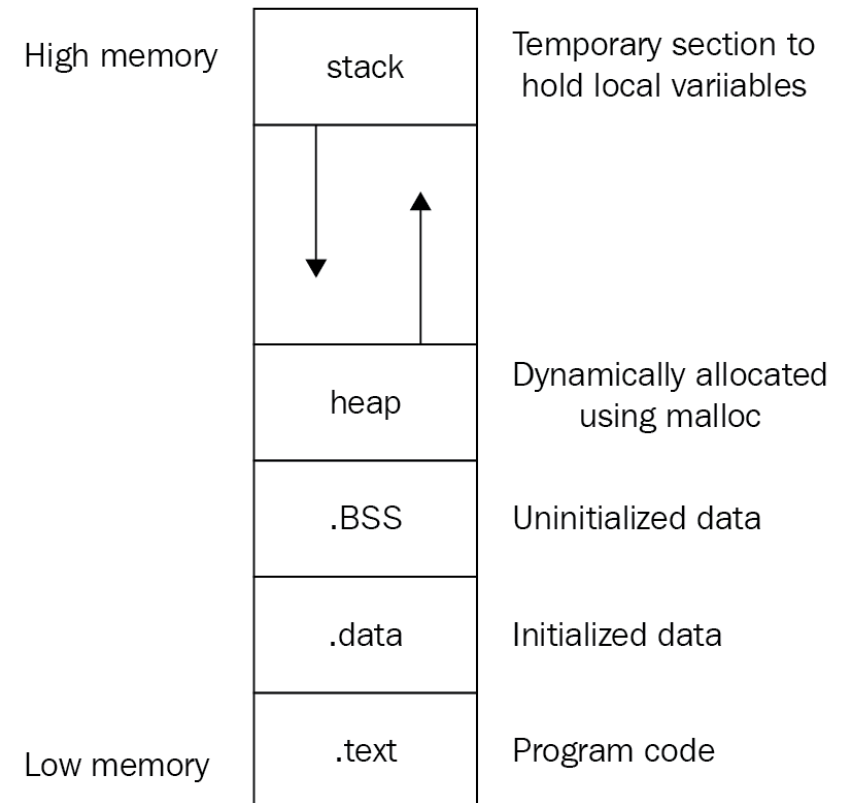 High memory
stack
Temporary section to
hold local variiables
heap
Dynamically allocated
using malloc
.BSS
Uninitialized data
.data
Initialized data
Low memory
.text
Program code